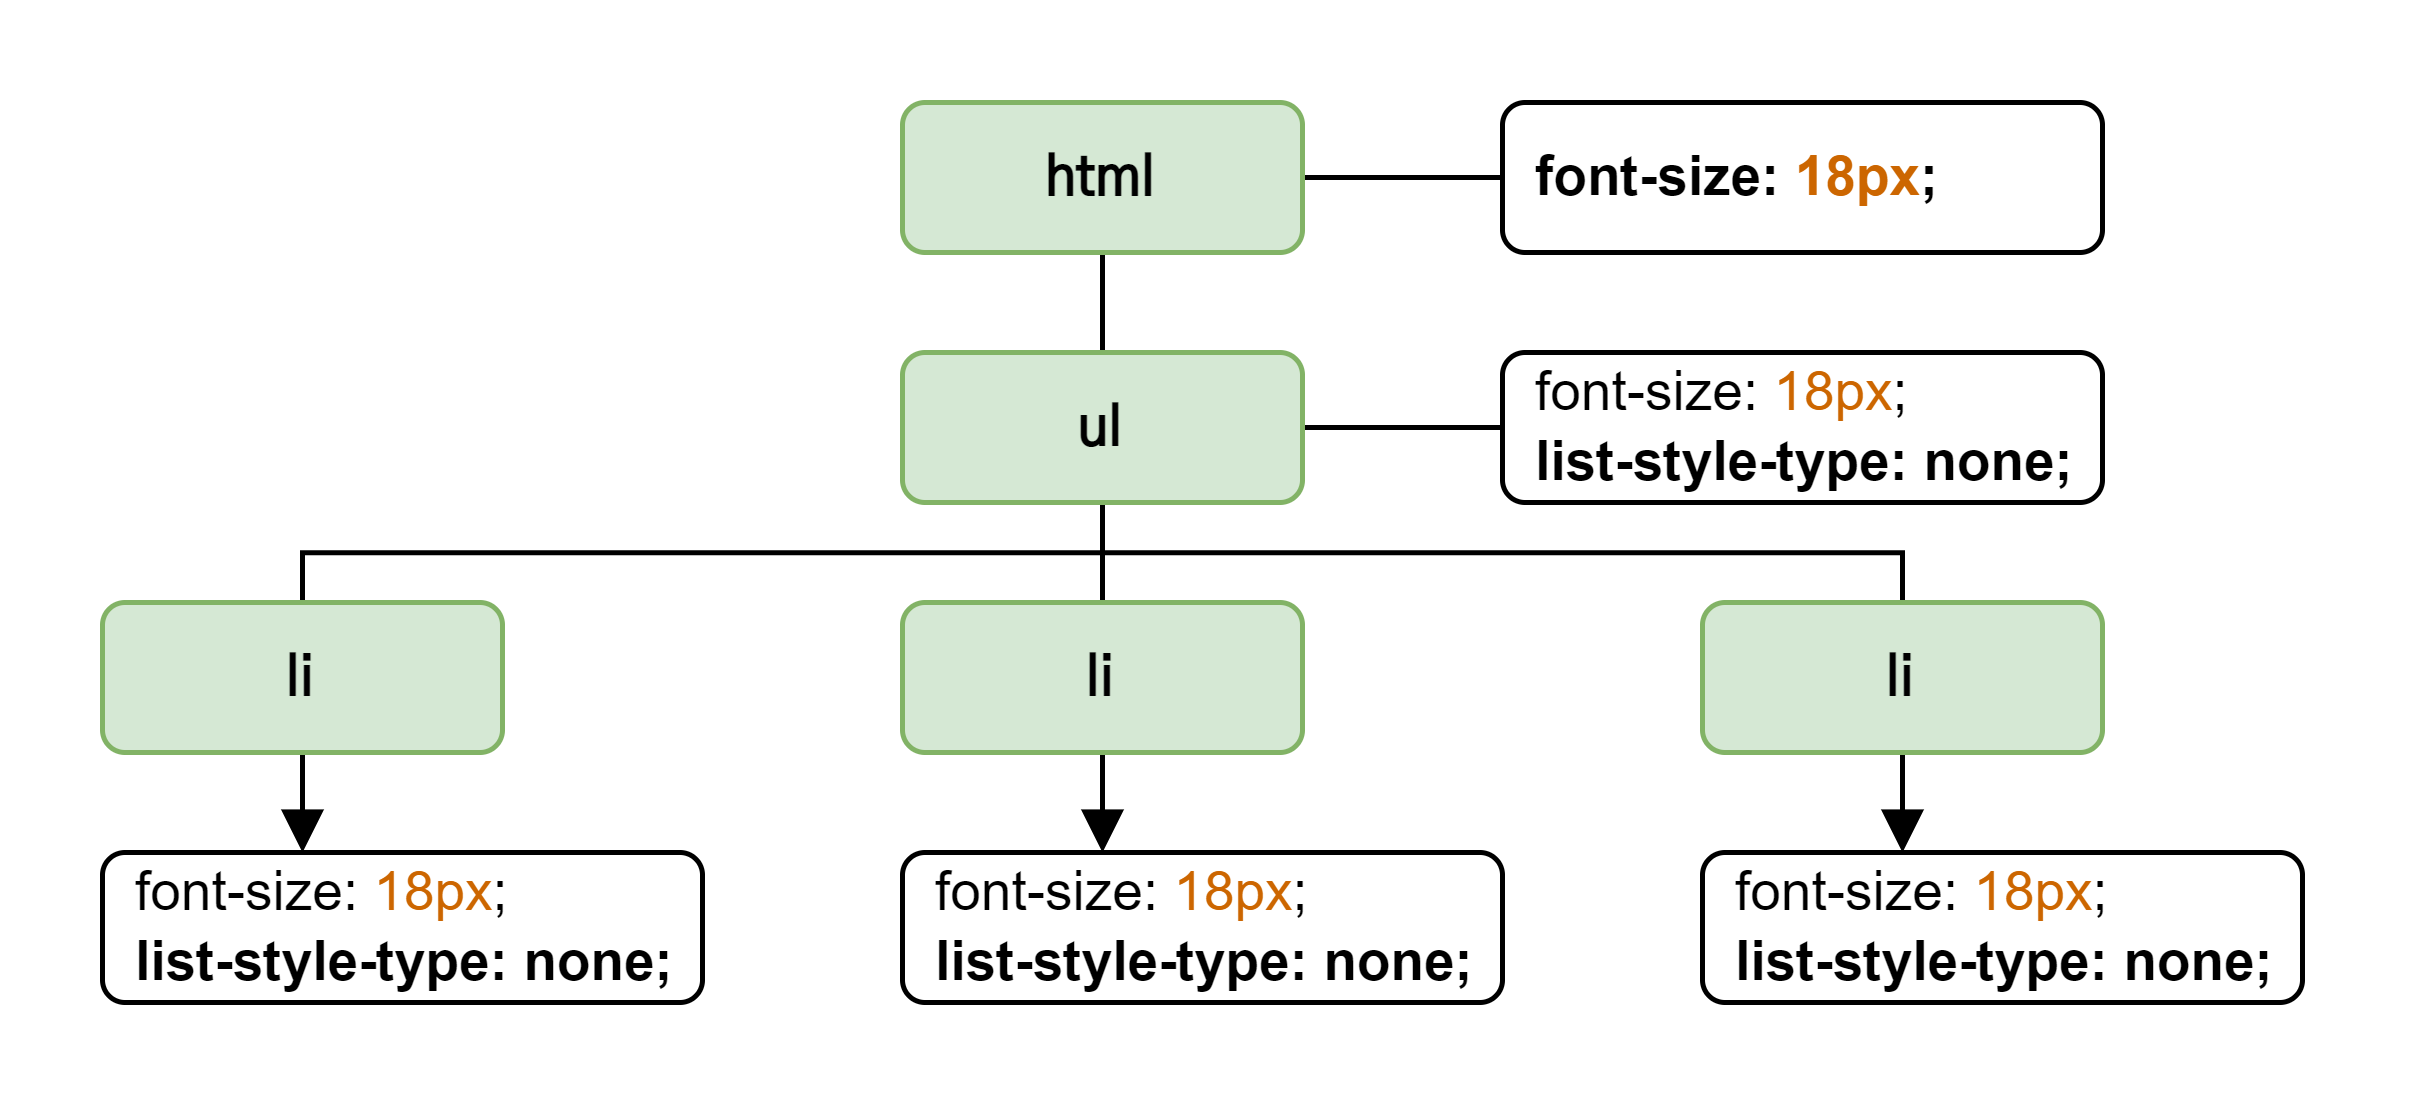 html
font-size: 18px;
ul
font-size: 18px;
list-style-type: none;
li
li
li
font-size: 18px;
list-style-type: none;
font-size: 18px;
list-style-type: none;
font-size: 18px;
list-style-type: none;